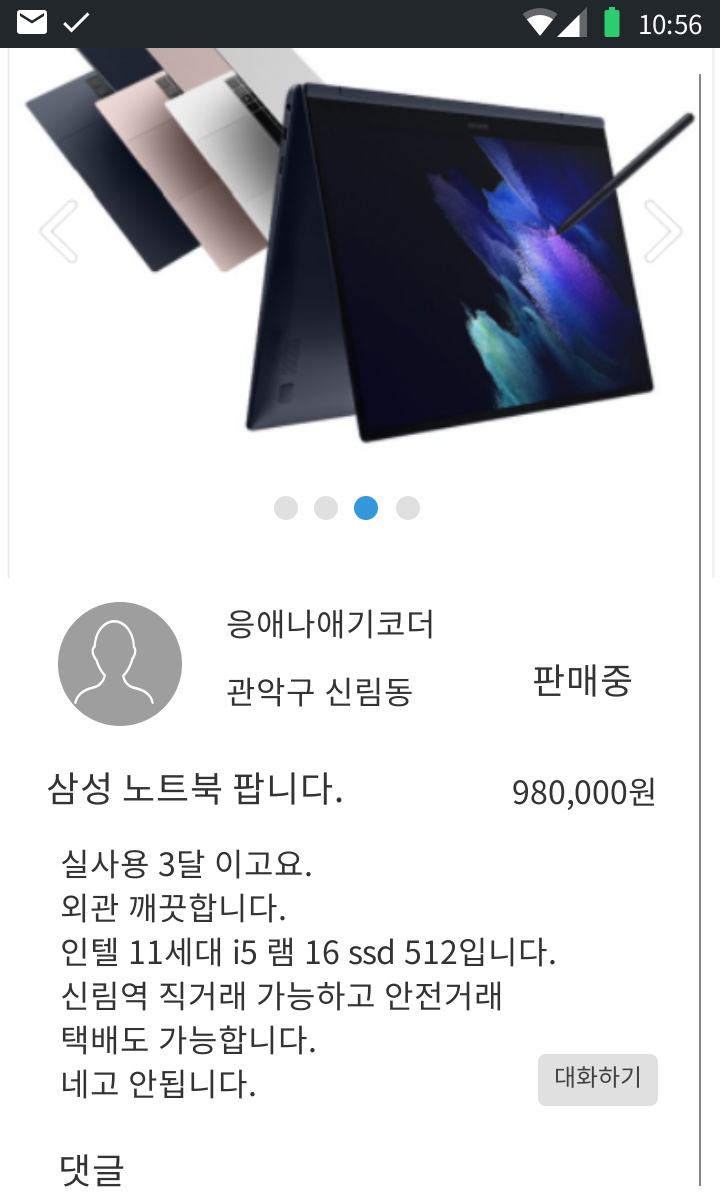 10:56
응애나애기코더
관악구 신림동
판매중
삼성 노트북 팝니다.
980,000원
실사용 3달 이고요.
외관 깨끗합니다.
인텔 11세대 i5 램 16 ssd 512입니다.
신림역 직거래 가능하고 안전거래
택배도 가능합니다.
네고 안됩니다.
대화하기
댓글